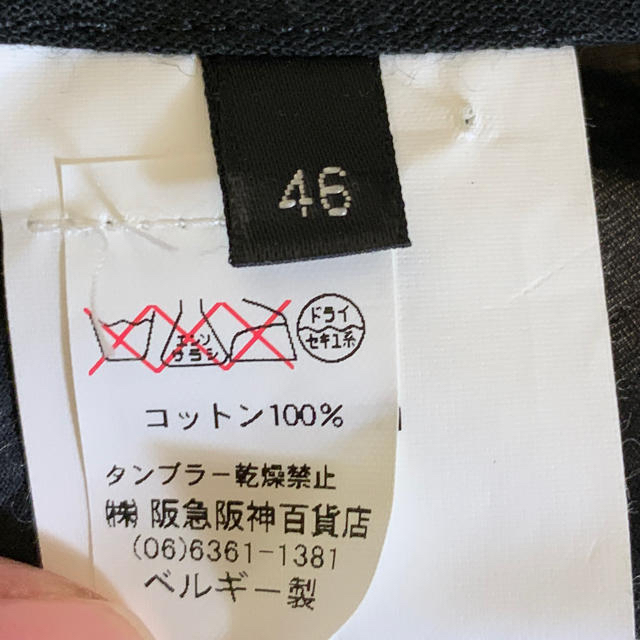 46
エンソ
サラシ
ドライ
セキユ系
コットン100%
タンブラー乾燥禁止
㈱ 阪急阪神百貨店
(06)6361-1381
ベルギー製